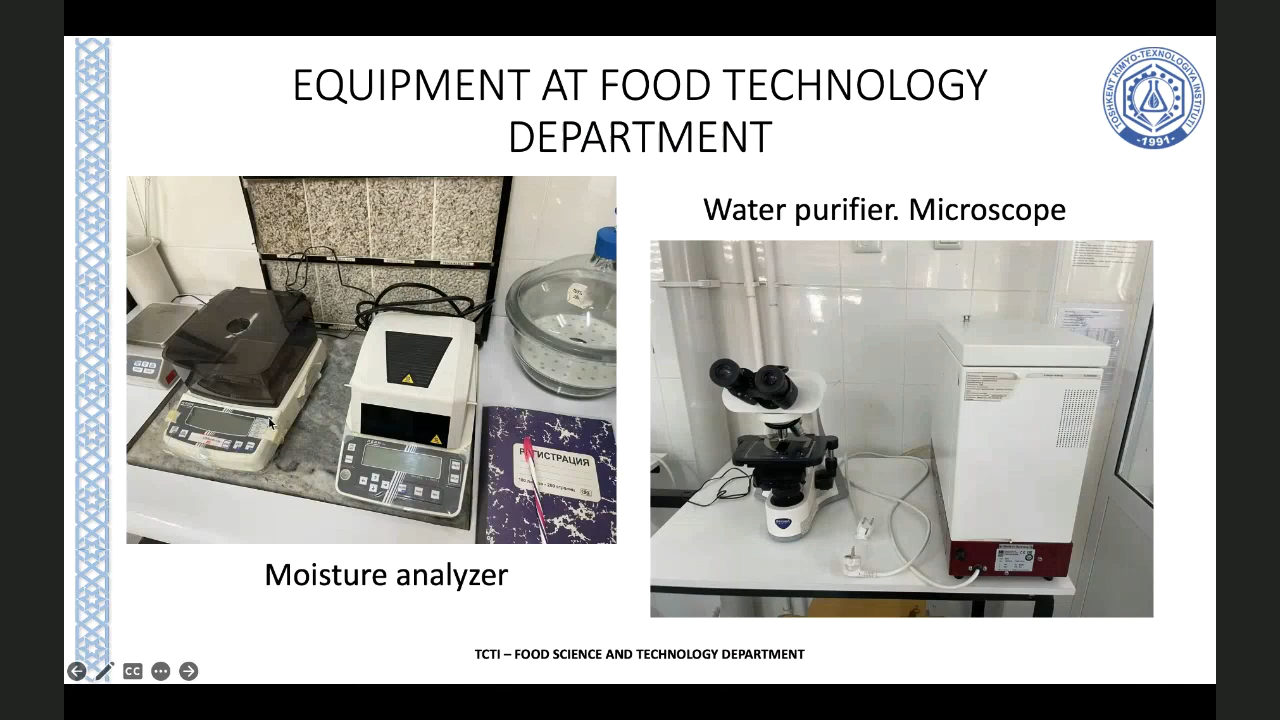 EQUIPMENT AT FOOD TECHNOLOGY
DEPARTMENT
TOSHKENT KIMYO-TEXNOLOGIYA INSTITUTI
-1991-
Water purifier. Microscope
РЕГИСТРАЦИЯ
Moisture analyzer
TCTI – FOOD SCIENCE AND TECHNOLOGY DEPARTMENT
CC